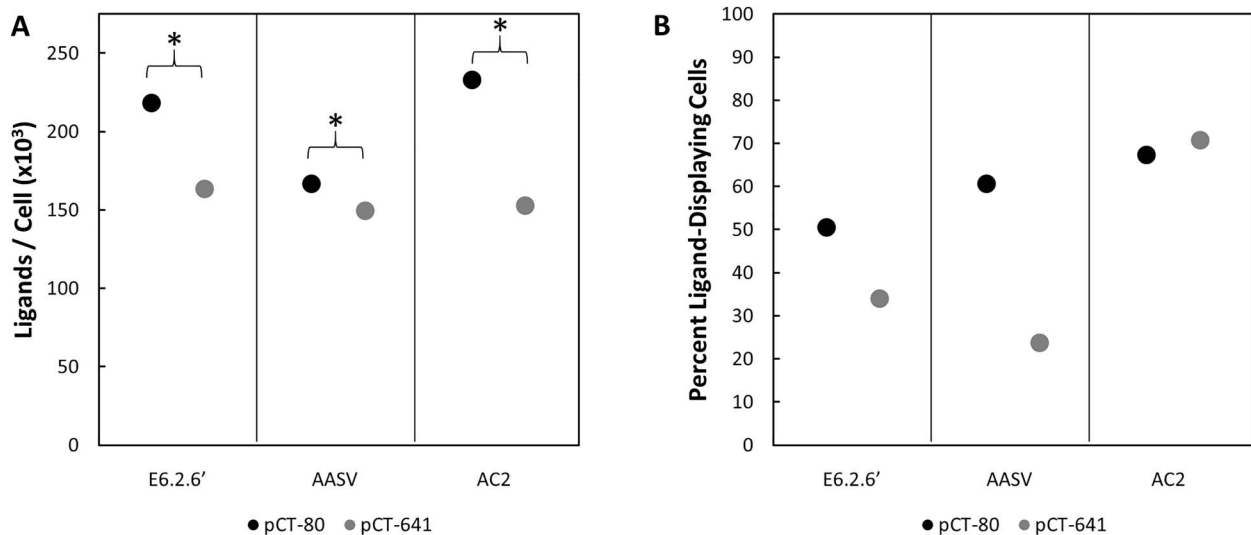 A
Ligands / Cell (x10³)
250
200
150
100
50
0
*
*
*
E6.2.6’ AASV AC2
pCT-80 pCT-641
B
Percent Ligand-Displaying Cells
100
90
80
70
60
50
40
30
20
10
0
E6.2.6’ AASV AC2
pCT-80 pCT-641